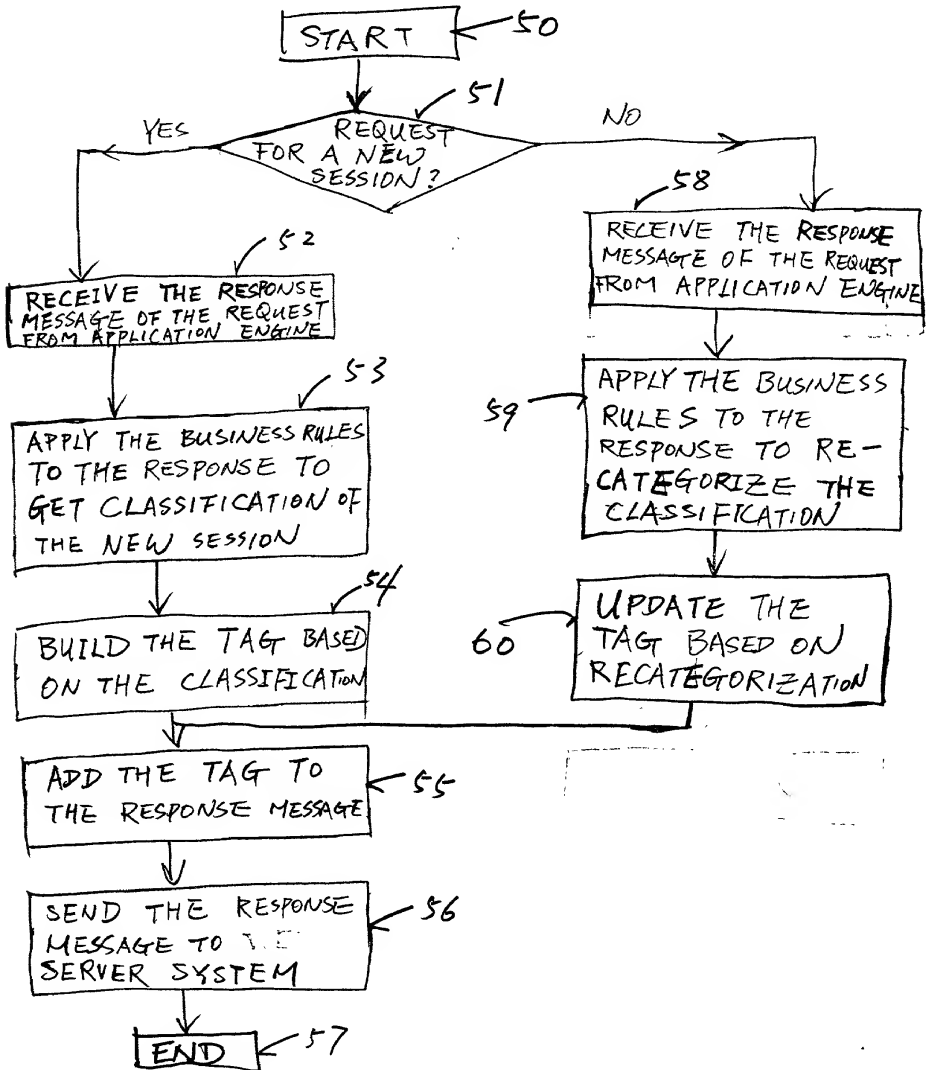 START
50
51
REQUEST
FOR A NEW
SESSION?
YES
NO
52
RECEIVE THE RESPONSE
MESSAGE OF THE REQUEST
FROM APPLICATION ENGINE
53
APPLY THE BUSINESS RULES
TO THE RESPONSE TO
GET CLASSIFICATION OF
THE NEW SESSION
54
BUILD THE TAG BASED
ON THE CLASSIFICATION
58
RECEIVE THE RESPONSE
MESSAGE OF THE REQUEST
FROM APPLICATION ENGINE
59
APPLY THE BUSINESS
RULES TO THE
RESPONSE TO RE-
CATEGORIZE THE
CLASSIFICATION
60
UPDATE THE
TAG BASED ON
RECATEGORIZATION
ADD THE TAG TO
THE RESPONSE MESSAGE
55
SEND THE RESPONSE
MESSAGE TO
SERVER SYSTEM
56
END
57